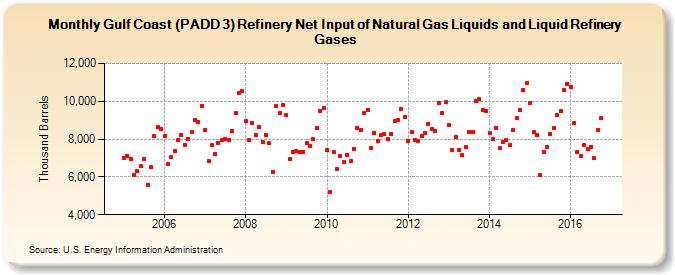 Monthly Gulf Coast (PADD 3) Refinery Net Input of Natural Gas Liquids and Liquid Refinery
Gases
Thousand Barrels
12,000
10,000
8,000
6,000
4,000
2006
2008
2010
2012
2014
2016
Source: U.S. Energy Information Administration